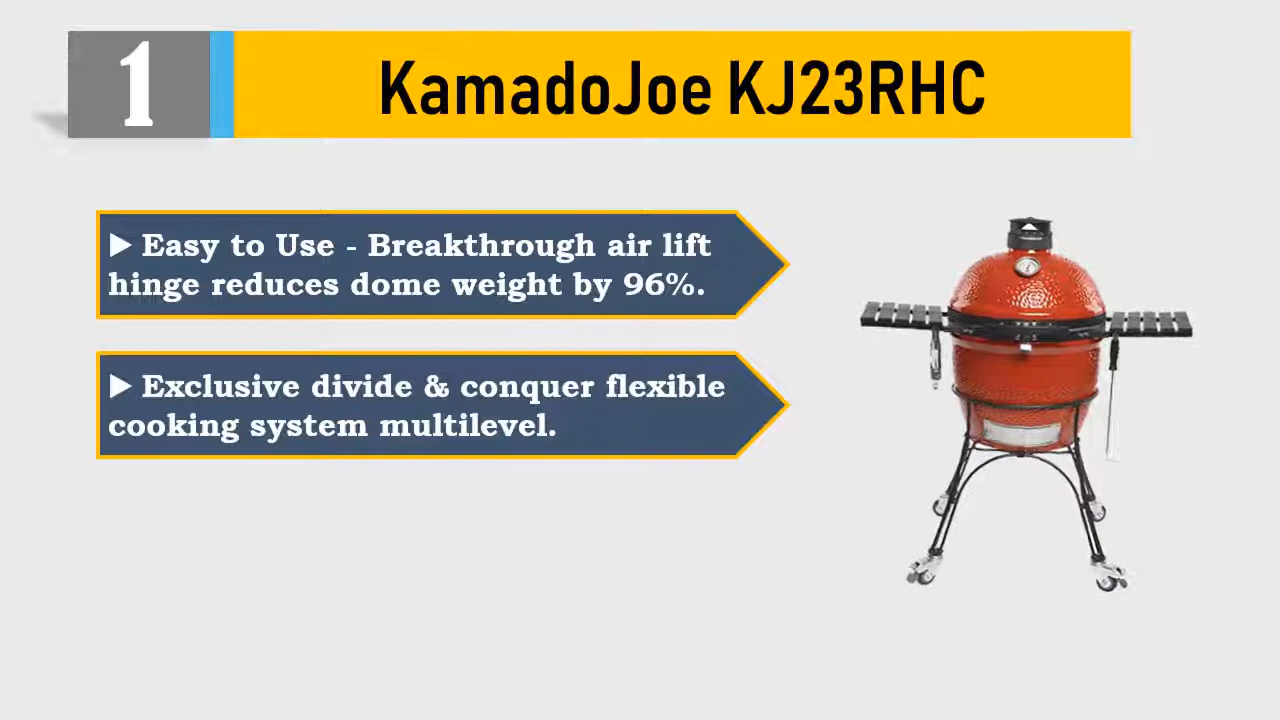 1
KamadoJoe KJ23RHC
▶ Easy to Use - Breakthrough air lift
hinge reduces dome weight by 96%.
▶ Exclusive divide & conquer flexible
cooking system multilevel.